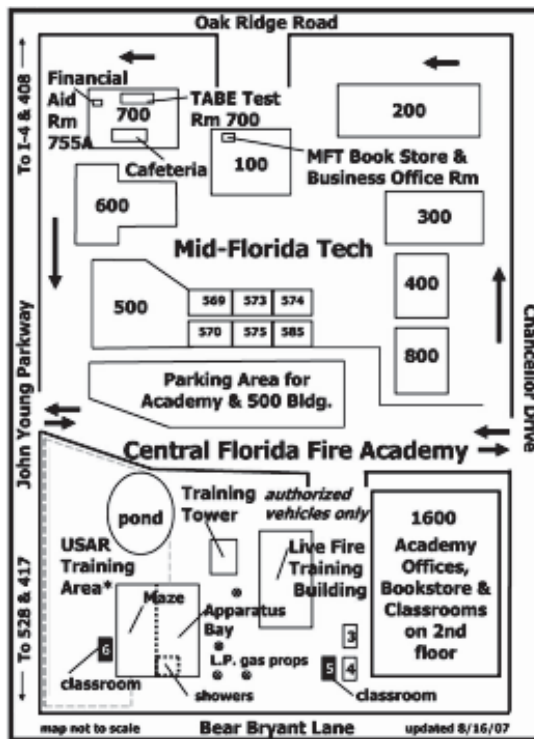 Oak Ridge Road
To I-4 & 408
Financial
Aid
Rm
755A
700
TABE Test
Rm 700
Cafeteria
100
200
MFT Book Store &
Business Office Rm
600
300
Mid-Florida Tech
400
500
569 573 574
570 575 585
800
John Young Parkway
Chancellor Drive
Parking Area for
Academy & 500 Bldg.
Central Florida Fire Academy
pond
Training
Tower
authorized
vehicles only
1600
Academy
Offices,
Bookstore &
Classrooms
on 2nd
floor
USAR
Training
Area*
Live Fire
Training
Building
Maze
Apparatus
Bay
To 528 & 417
6
classroom
L.P. gas props
showers
3
5
4
classroom
map not to scale
Bear Bryant Lane
updated 8/16/07